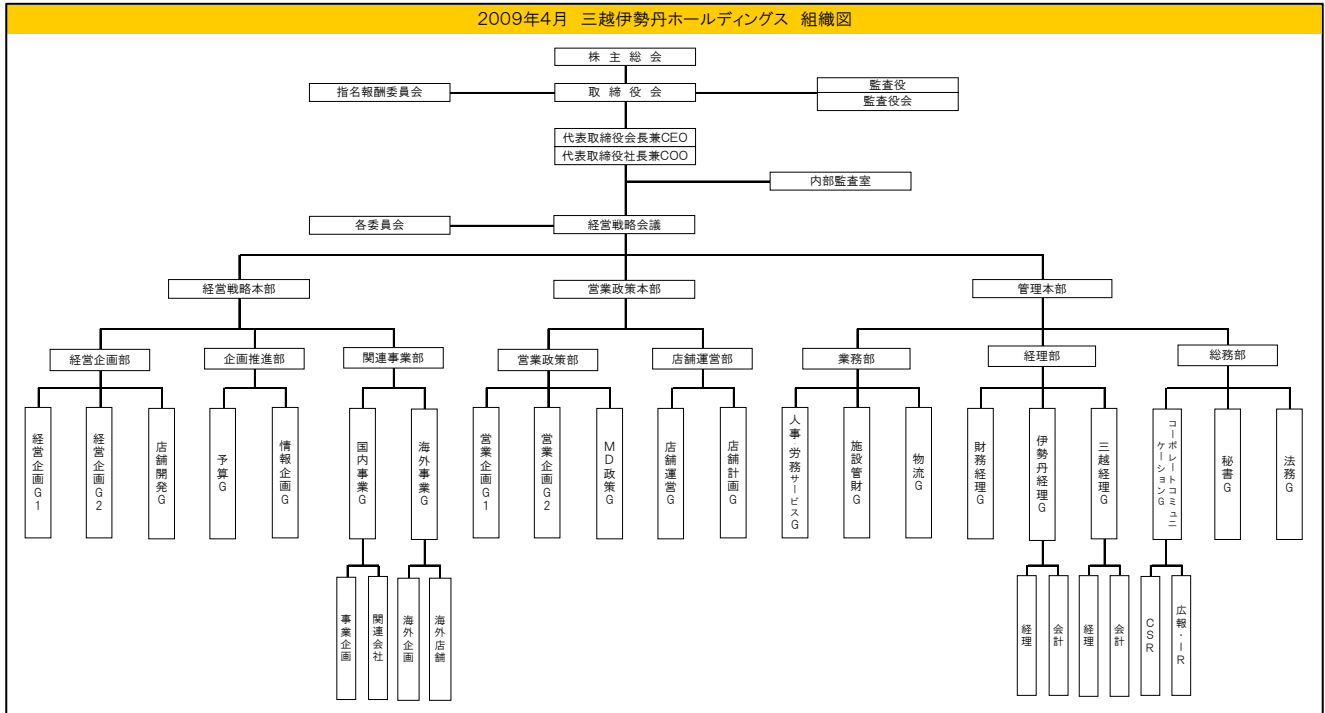 2009年4月 三越伊勢丹ホールディングス 組織図
株主総会
指名報酬委員会
取締役会
監査役
監査役会
代表取締役会長兼CEO
代表取締役社長兼COO
内部監査室
各委員会
経営戦略会議
経営戦略本部
営業政策本部
管理本部
経営企画部
企画推進部
関連事業部
営業政策部
店舗運営部
業務部
経理部
総務部
経営企画G1
経営企画G2
店舗開発G
予算G
情報企画G
国内事業G
海外事業G
営業企画G1
営業企画G2
MD政策G
店舗運営G
店舗計画G
人事・労務サービスG
施設管財G
物流G
財務経理G
伊勢丹経理G
三越経理G
コーポレートコミュニ
ケーションG
秘書G
法務G
事業企画
関連会社
海外企画
海外店舗
経理
会計
経理
会計
CSR
広報・IR